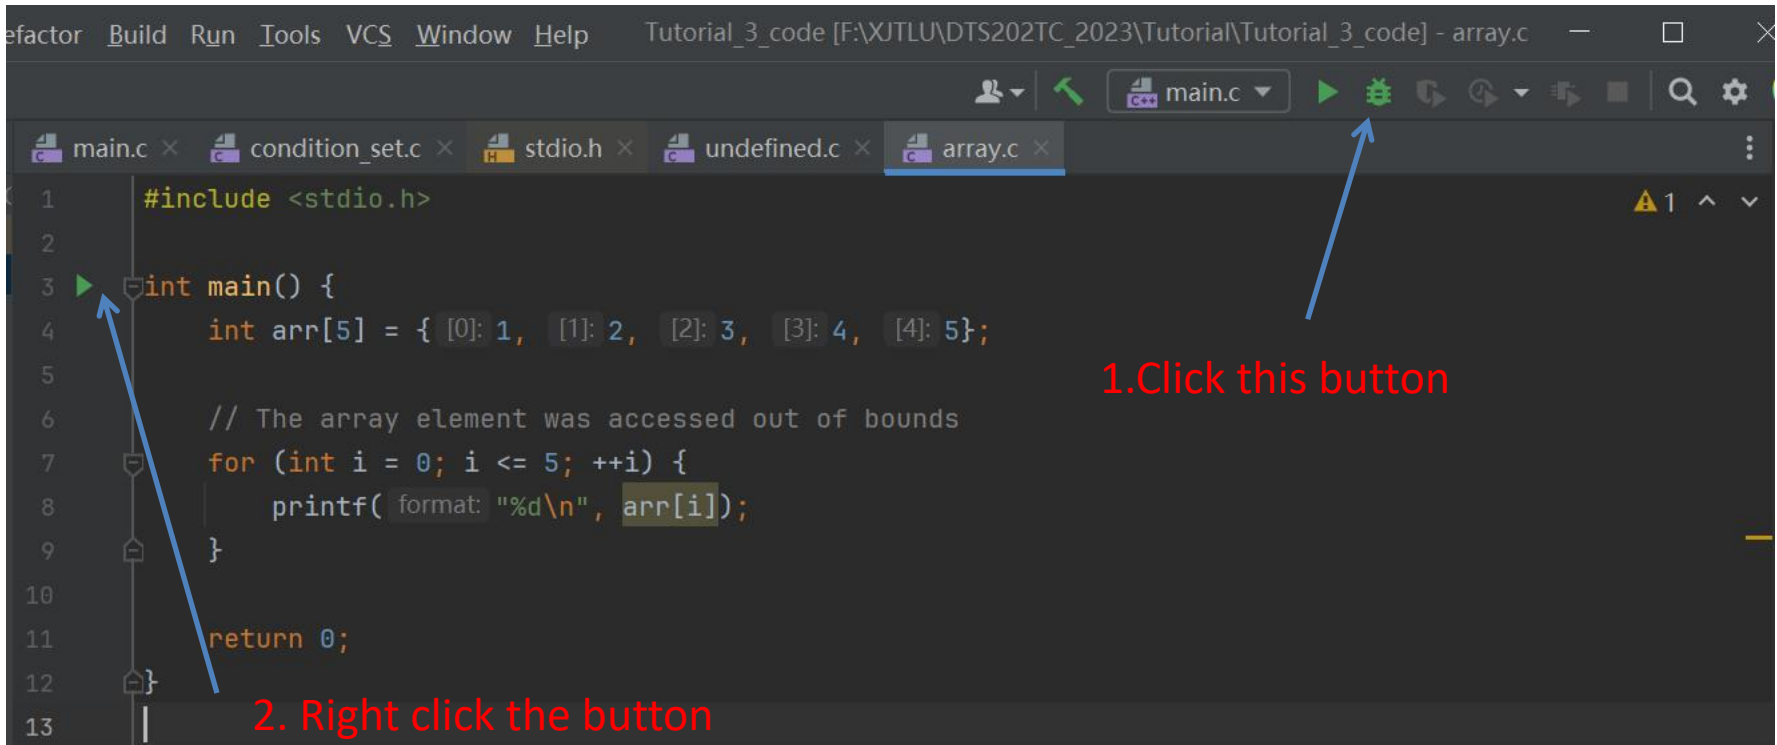 efactor Build Run Tools VCS Window Help Tutorial_3_code [F:\XJTLU\DTS202TC_2023\Tutorial\Tutorial_3_code] - array.c
C++ main.c
C main.c C condition_set.c H stdio.h C undefined.c C array.c
1 #include <stdio.h> 1
2
3 int main() {
4 int arr[5] = { [0]: 1, [1]: 2, [2]: 3, [3]: 4, [4]: 5};
5
1.Click this button
6 // The array element was accessed out of bounds
7 for (int i = 0; i <= 5; ++i) {
8 printf( format: "%d\n", arr[i]);
9 }
10
11 return 0;
12 }
2. Right click the button
13